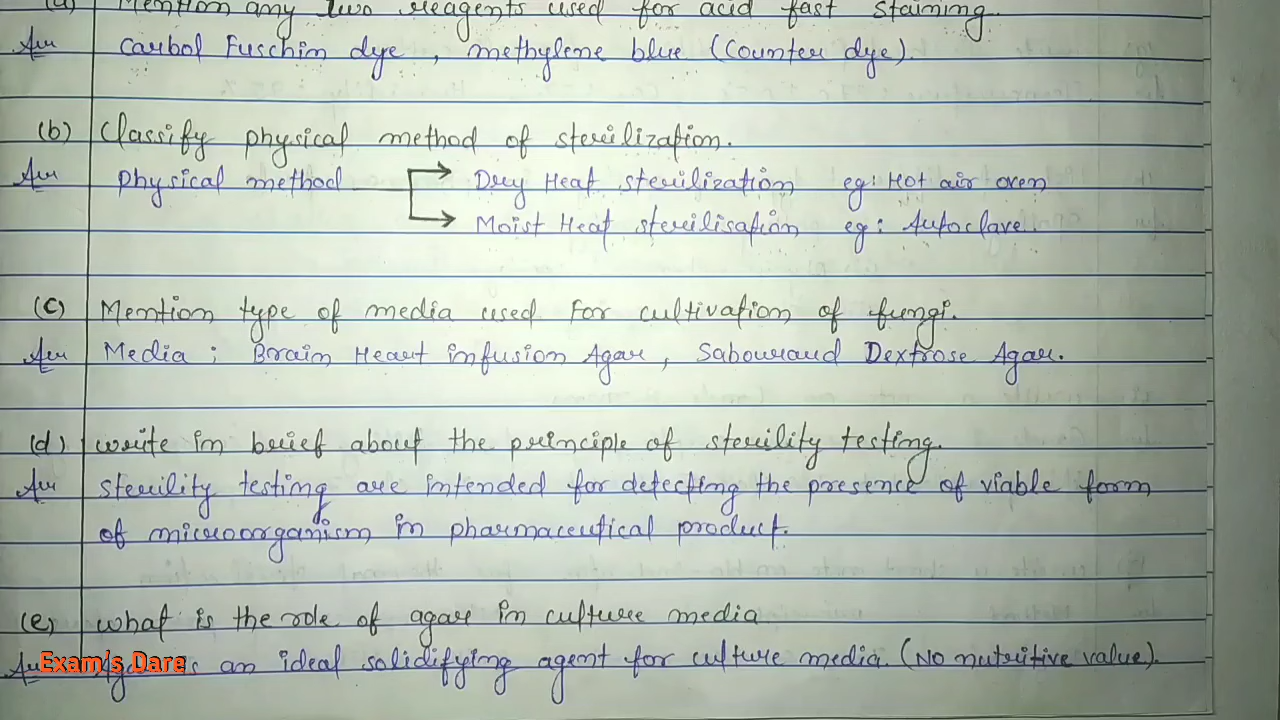 (a) Mention any two reagents used for acid fast staining.
Ans Carbol Fuschin dye , methylene blue (Counter dye).
(b) Classify physical method of sterilization.
Ans Physical method Dry Heat sterilization eg: Hot air oven
Moist Heat sterilisation eg: Autoclave.
(c) Mention type of media used for cultivation of fungi.
Ans Media : Brain Heart infusion Agar , Sabouraud Dextrose Agar.
(d) write in brief about the principle of sterility testing.
Ans sterility testing are intended for detecting the presence of viable form
of microorganism in pharmaceutical product.
(e) what is the role of agar in culture media
Ans is an ideal solidifying agent for culture media. (No nutritive value).
Exam's Dare